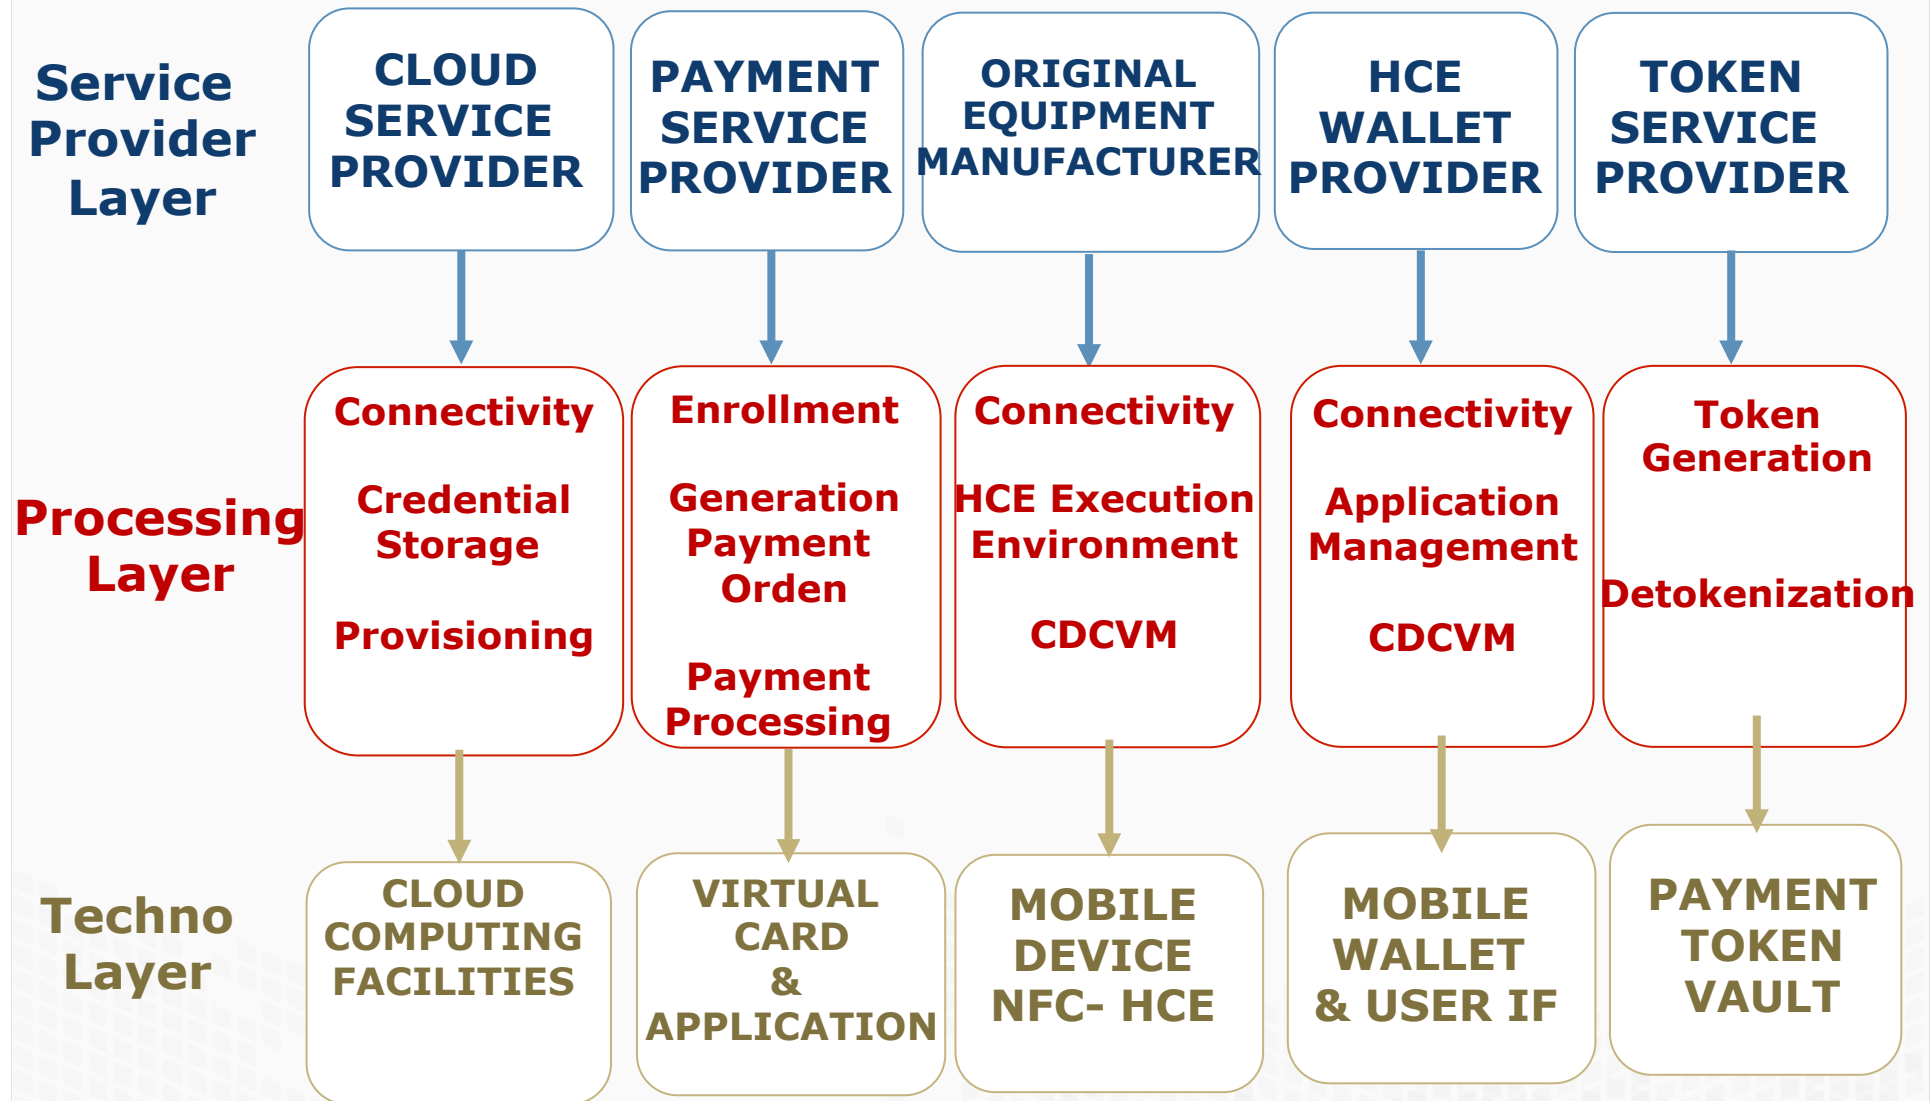 Service
Provider
Layer
CLOUD
SERVICE
PROVIDER
PAYMENT
SERVICE
PROVIDER
ORIGINAL
EQUIPMENT
MANUFACTURER
HCE
WALLET
PROVIDER
TOKEN
SERVICE
PROVIDER
Processing
Layer
Connectivity
Credential
Storage
Provisioning
Enrollment
Generation
Payment
Orden
Payment
Processing
Connectivity
HCE Execution
Environment
CDCVM
Connectivity
Application
Management
CDCVM
Token
Generation
Detokenization
Techno
Layer
CLOUD
COMPUTING
FACILITIES
VIRTUAL
CARD
&
APPLICATION
MOBILE
DEVICE
NFC– HCE
MOBILE
WALLET
& USER IF
PAYMENT
TOKEN
VAULT